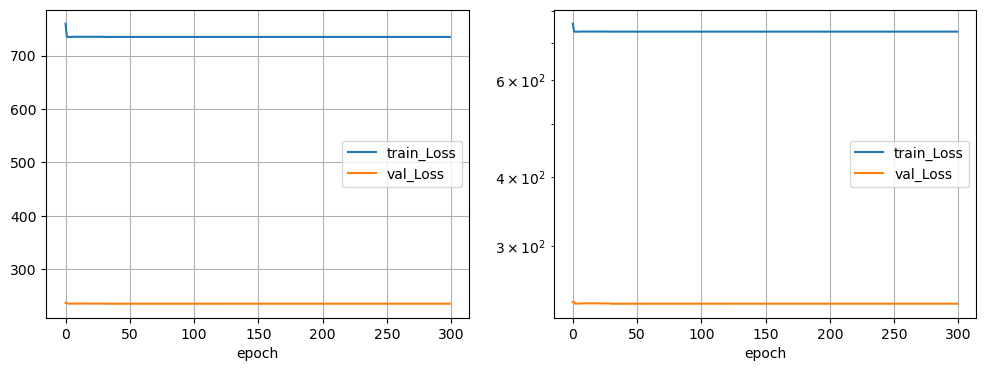 700
600
500
400
300
0 50 100 150 200 250 300
epoch
train_Loss
val_Loss
6 × 10²
4 × 10²
3 × 10²
0 50 100 150 200 250 300
epoch
train_Loss
val_Loss